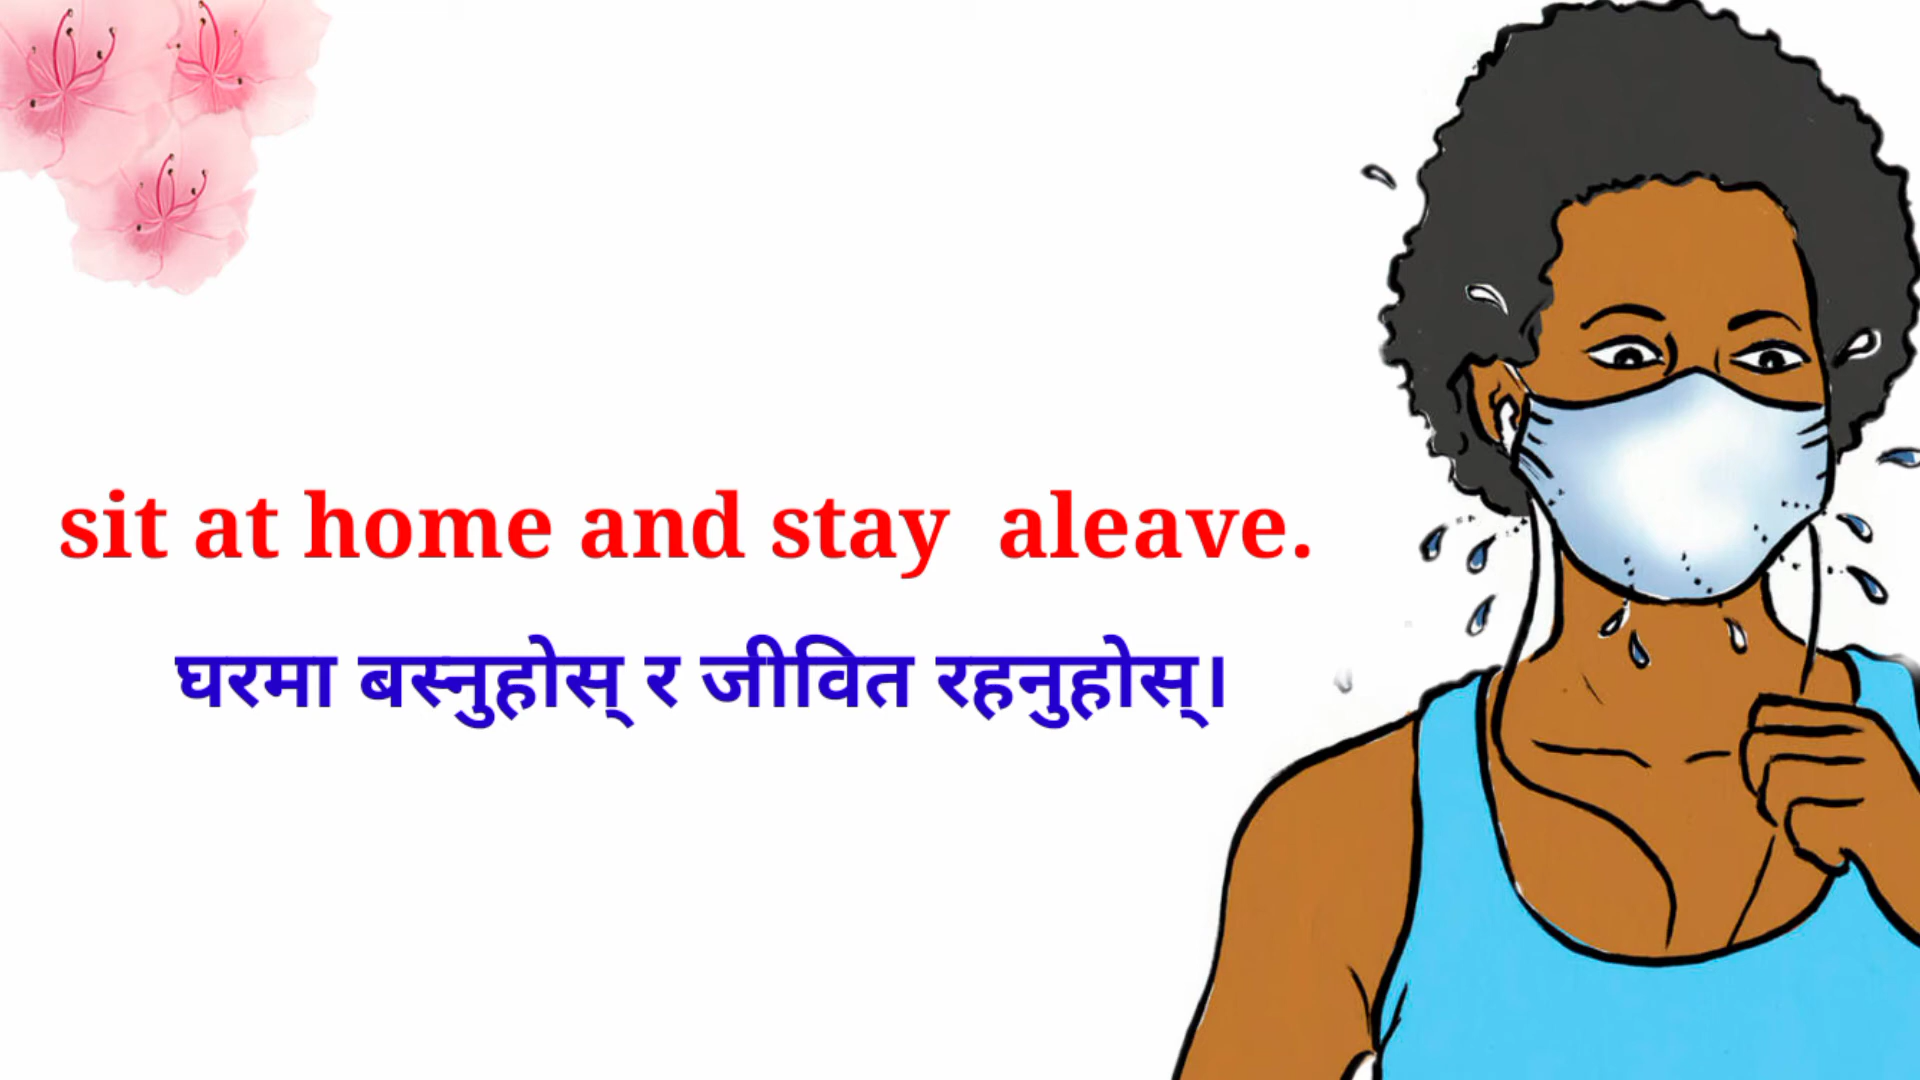 sit at home and stay aleave.
घरमा बस्नुहोस् र जीवित रहनुहोस्।